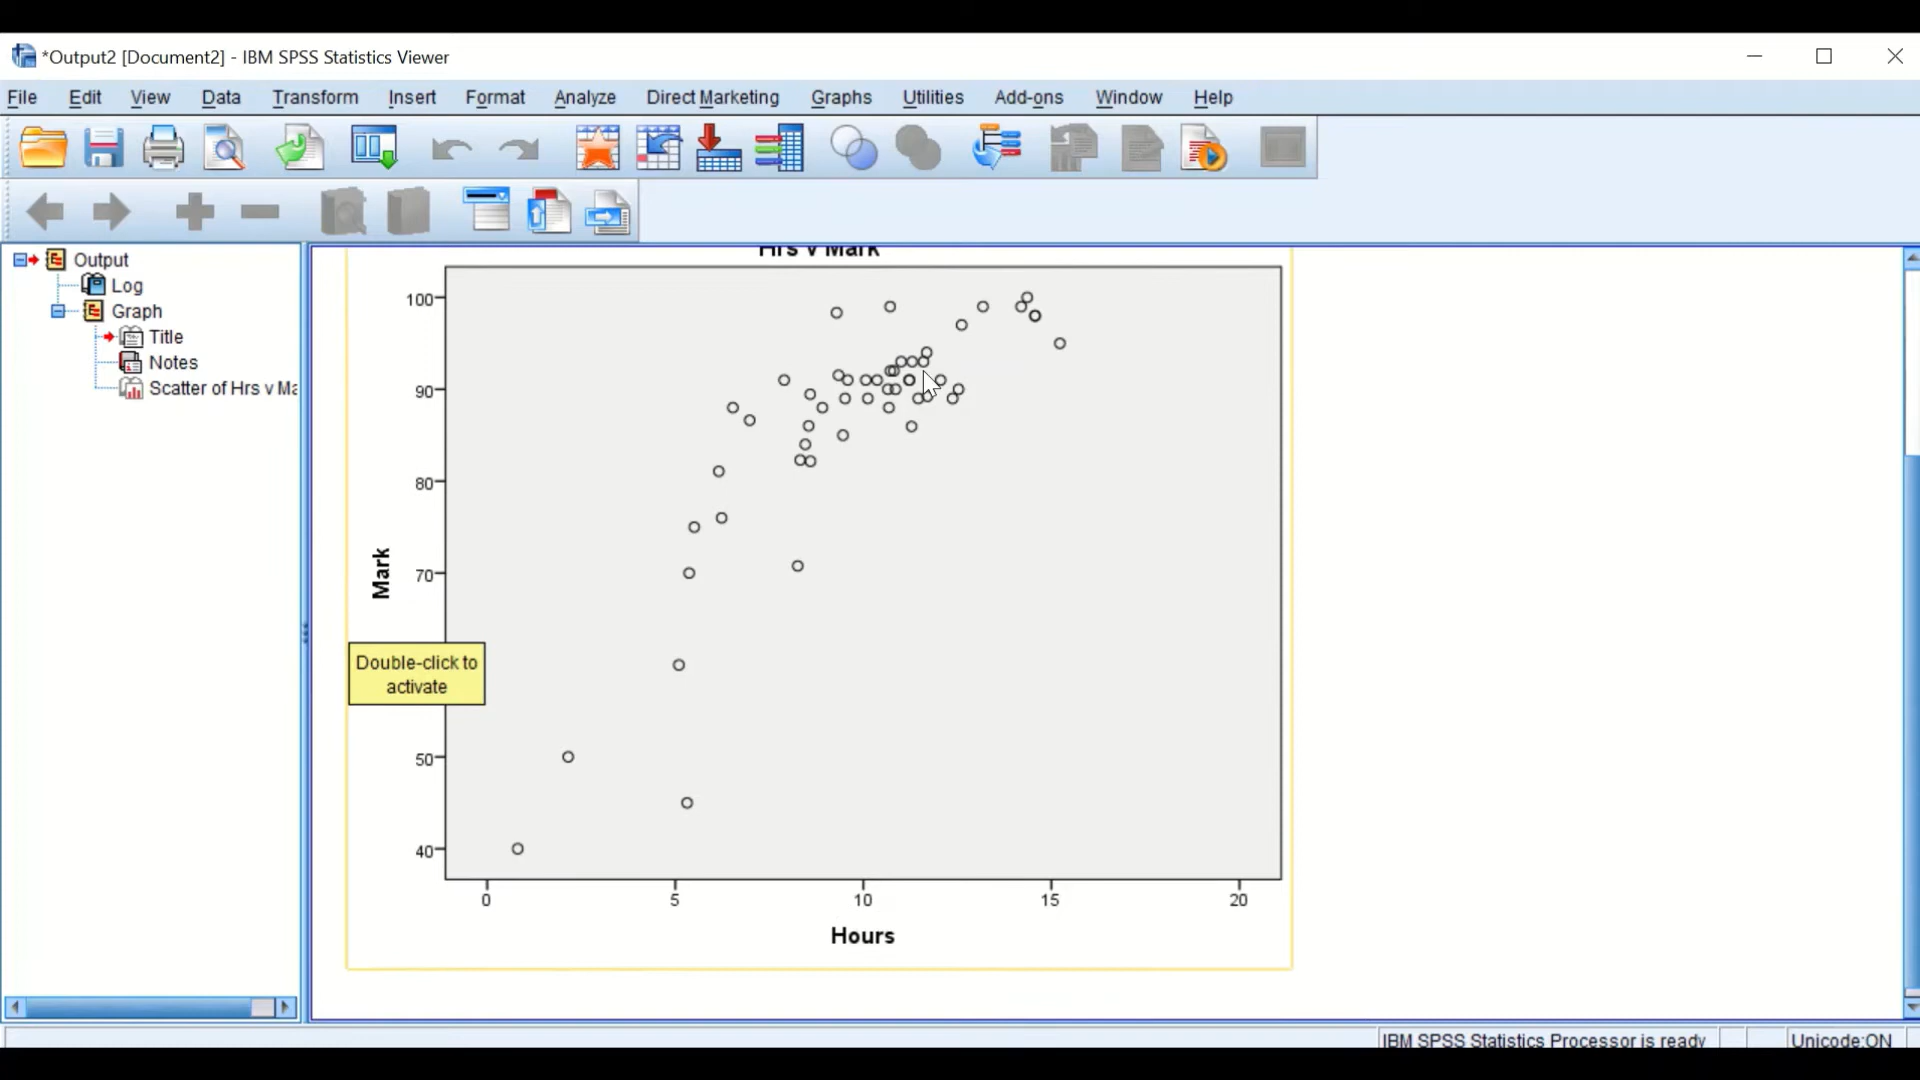 *Output2 [Document2] - IBM SPSS Statistics Viewer
File Edit View Data Transform Insert Format Analyze Direct Marketing Graphs Utilities Add-ons Window Help
Output
Log
Graph
Title
Notes
Scatter of Hrs v Ma
Hrs v Mark
100
90
80
70
50
40
Mark
Double-click to
activate
0 5 10 15 20
Hours
IBM SPSS Statistics Processor is ready Unicode:ON